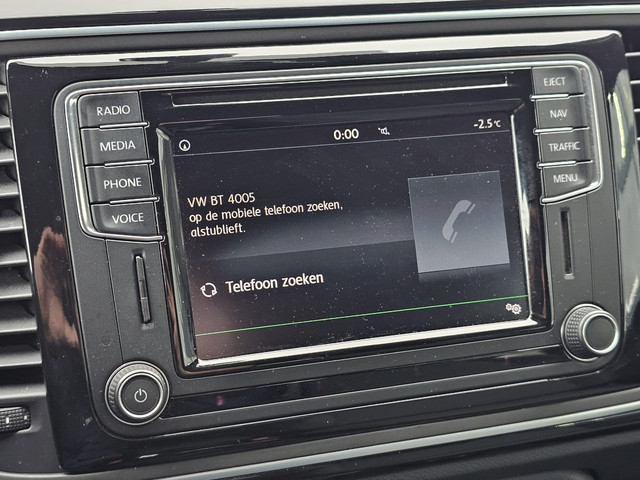 EJECT
RADIO
NAV
MEDIA
TRAFFIC
PHONE
MENU
VOICE
0:00
-2.5°C
VW BT 4005
op de mobiele telefoon zoeken,
alstublieft.
Telefoon zoeken